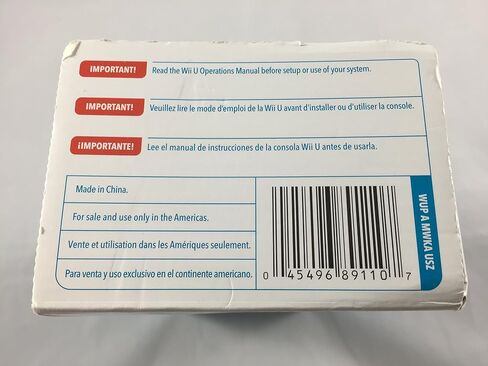 IMPORTANT! Read the Wii U Operations Manual before setup or use of your system.
IMPORTANT! Veuillez lire le mode d'emploi de la Wii U avant d'installer ou d'utiliser la console.
¡IMPORTANTE! Lee el manual de instrucciones de la consola Wii U antes de usarla.
Made in China.
For sale and use only in the Americas.
Vente et utilisation dans les Amériques seulement.
Para venta y uso exclusivo en el continente americano.
0 45496 89110 7
WUP A MWKA USZ